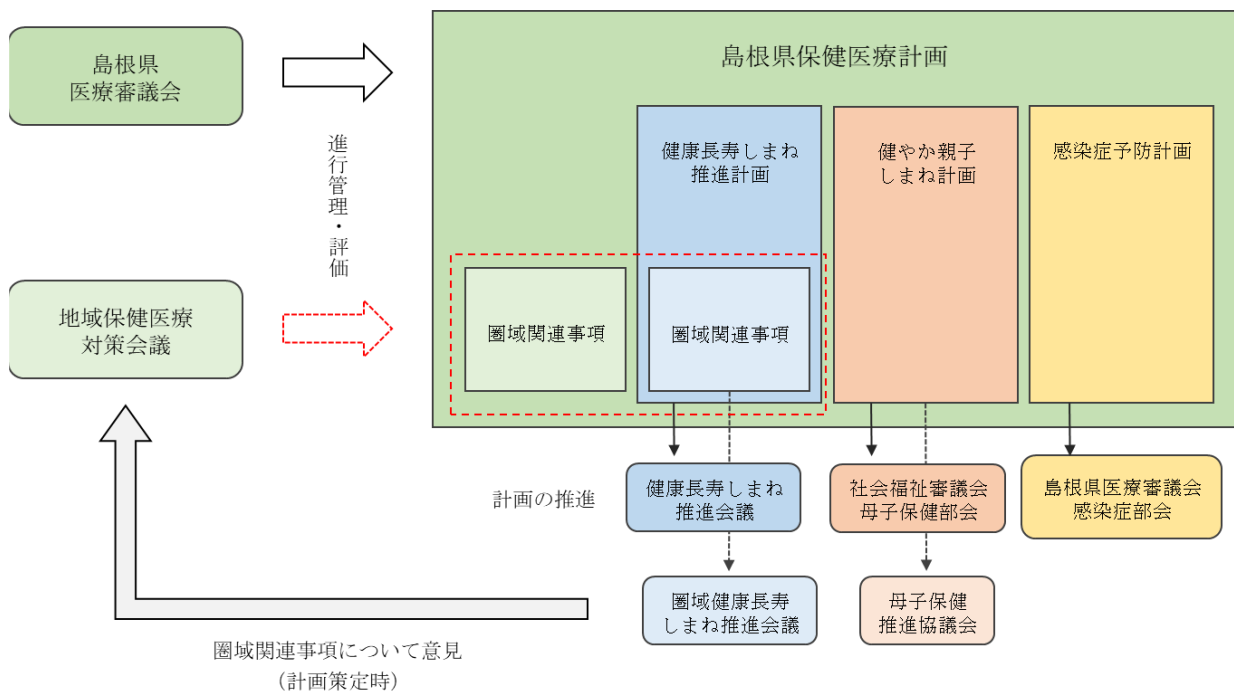 島根県
医療審議会
進行管理・評価
地域保健医療
対策会議
島根県保健医療計画
健康長寿しまね
推進計画
健やか親子
しまね計画
感染症予防計画
圏域関連事項
圏域関連事項
計画の推進
健康長寿しまね
推進会議
社会福祉審議会
母子保健部会
島根県医療審議会
感染症部会
圏域健康長寿
しまね推進会議
母子保健
推進協議会
圏域関連事項について意見
（計画策定時）